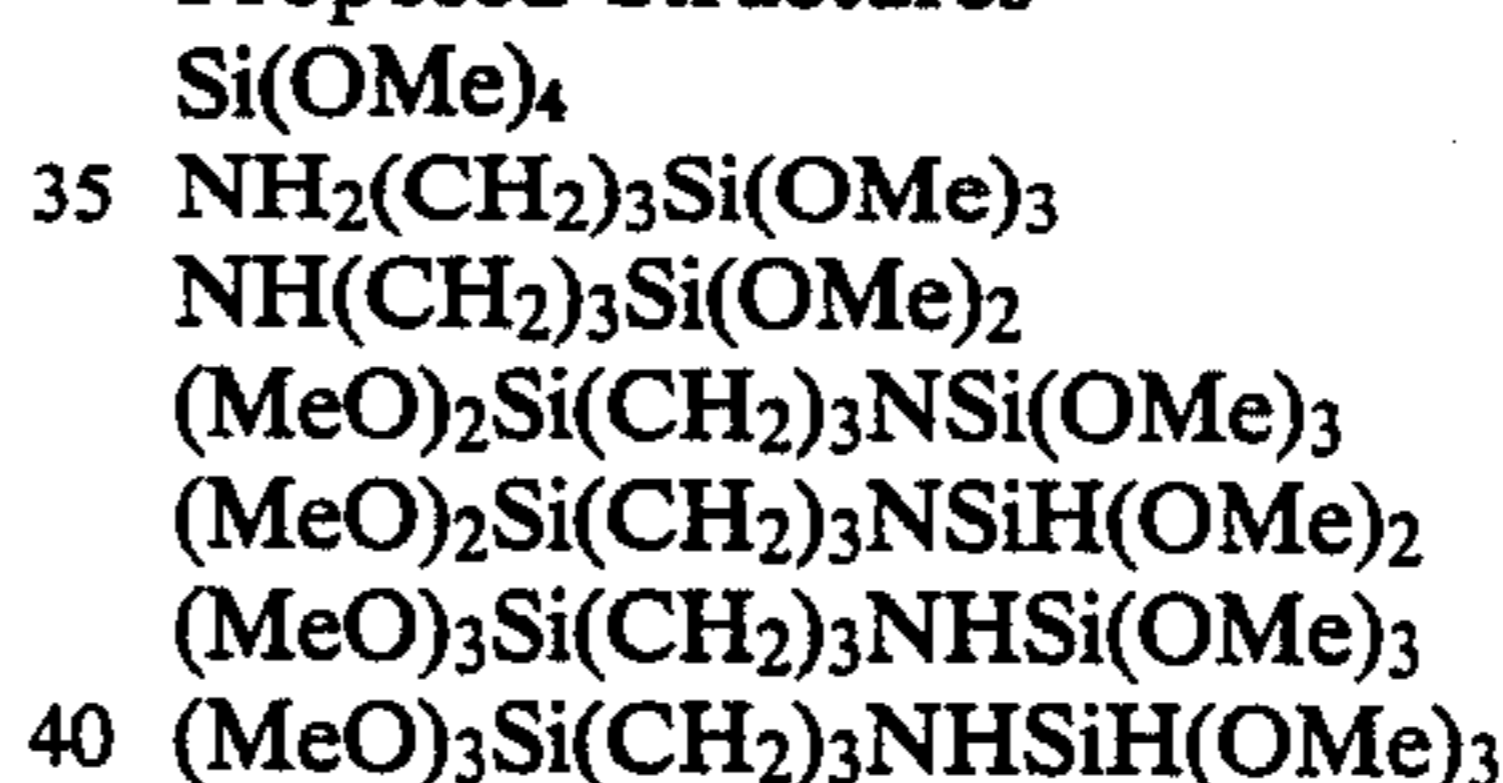 Proposed Structures
Si(OMe)4
35 NH2(CH2)3Si(OMe)3
NH(CH2)3Si(OMe)2
(MeO)2Si(CH2)3NSi(OMe)3
(MeO)2Si(CH2)3NSiH(OMe)2
(MeO)3Si(CH2)3NHSi(OMe)3
40 (MeO)3Si(CH2)3NHSiH(OMe)3